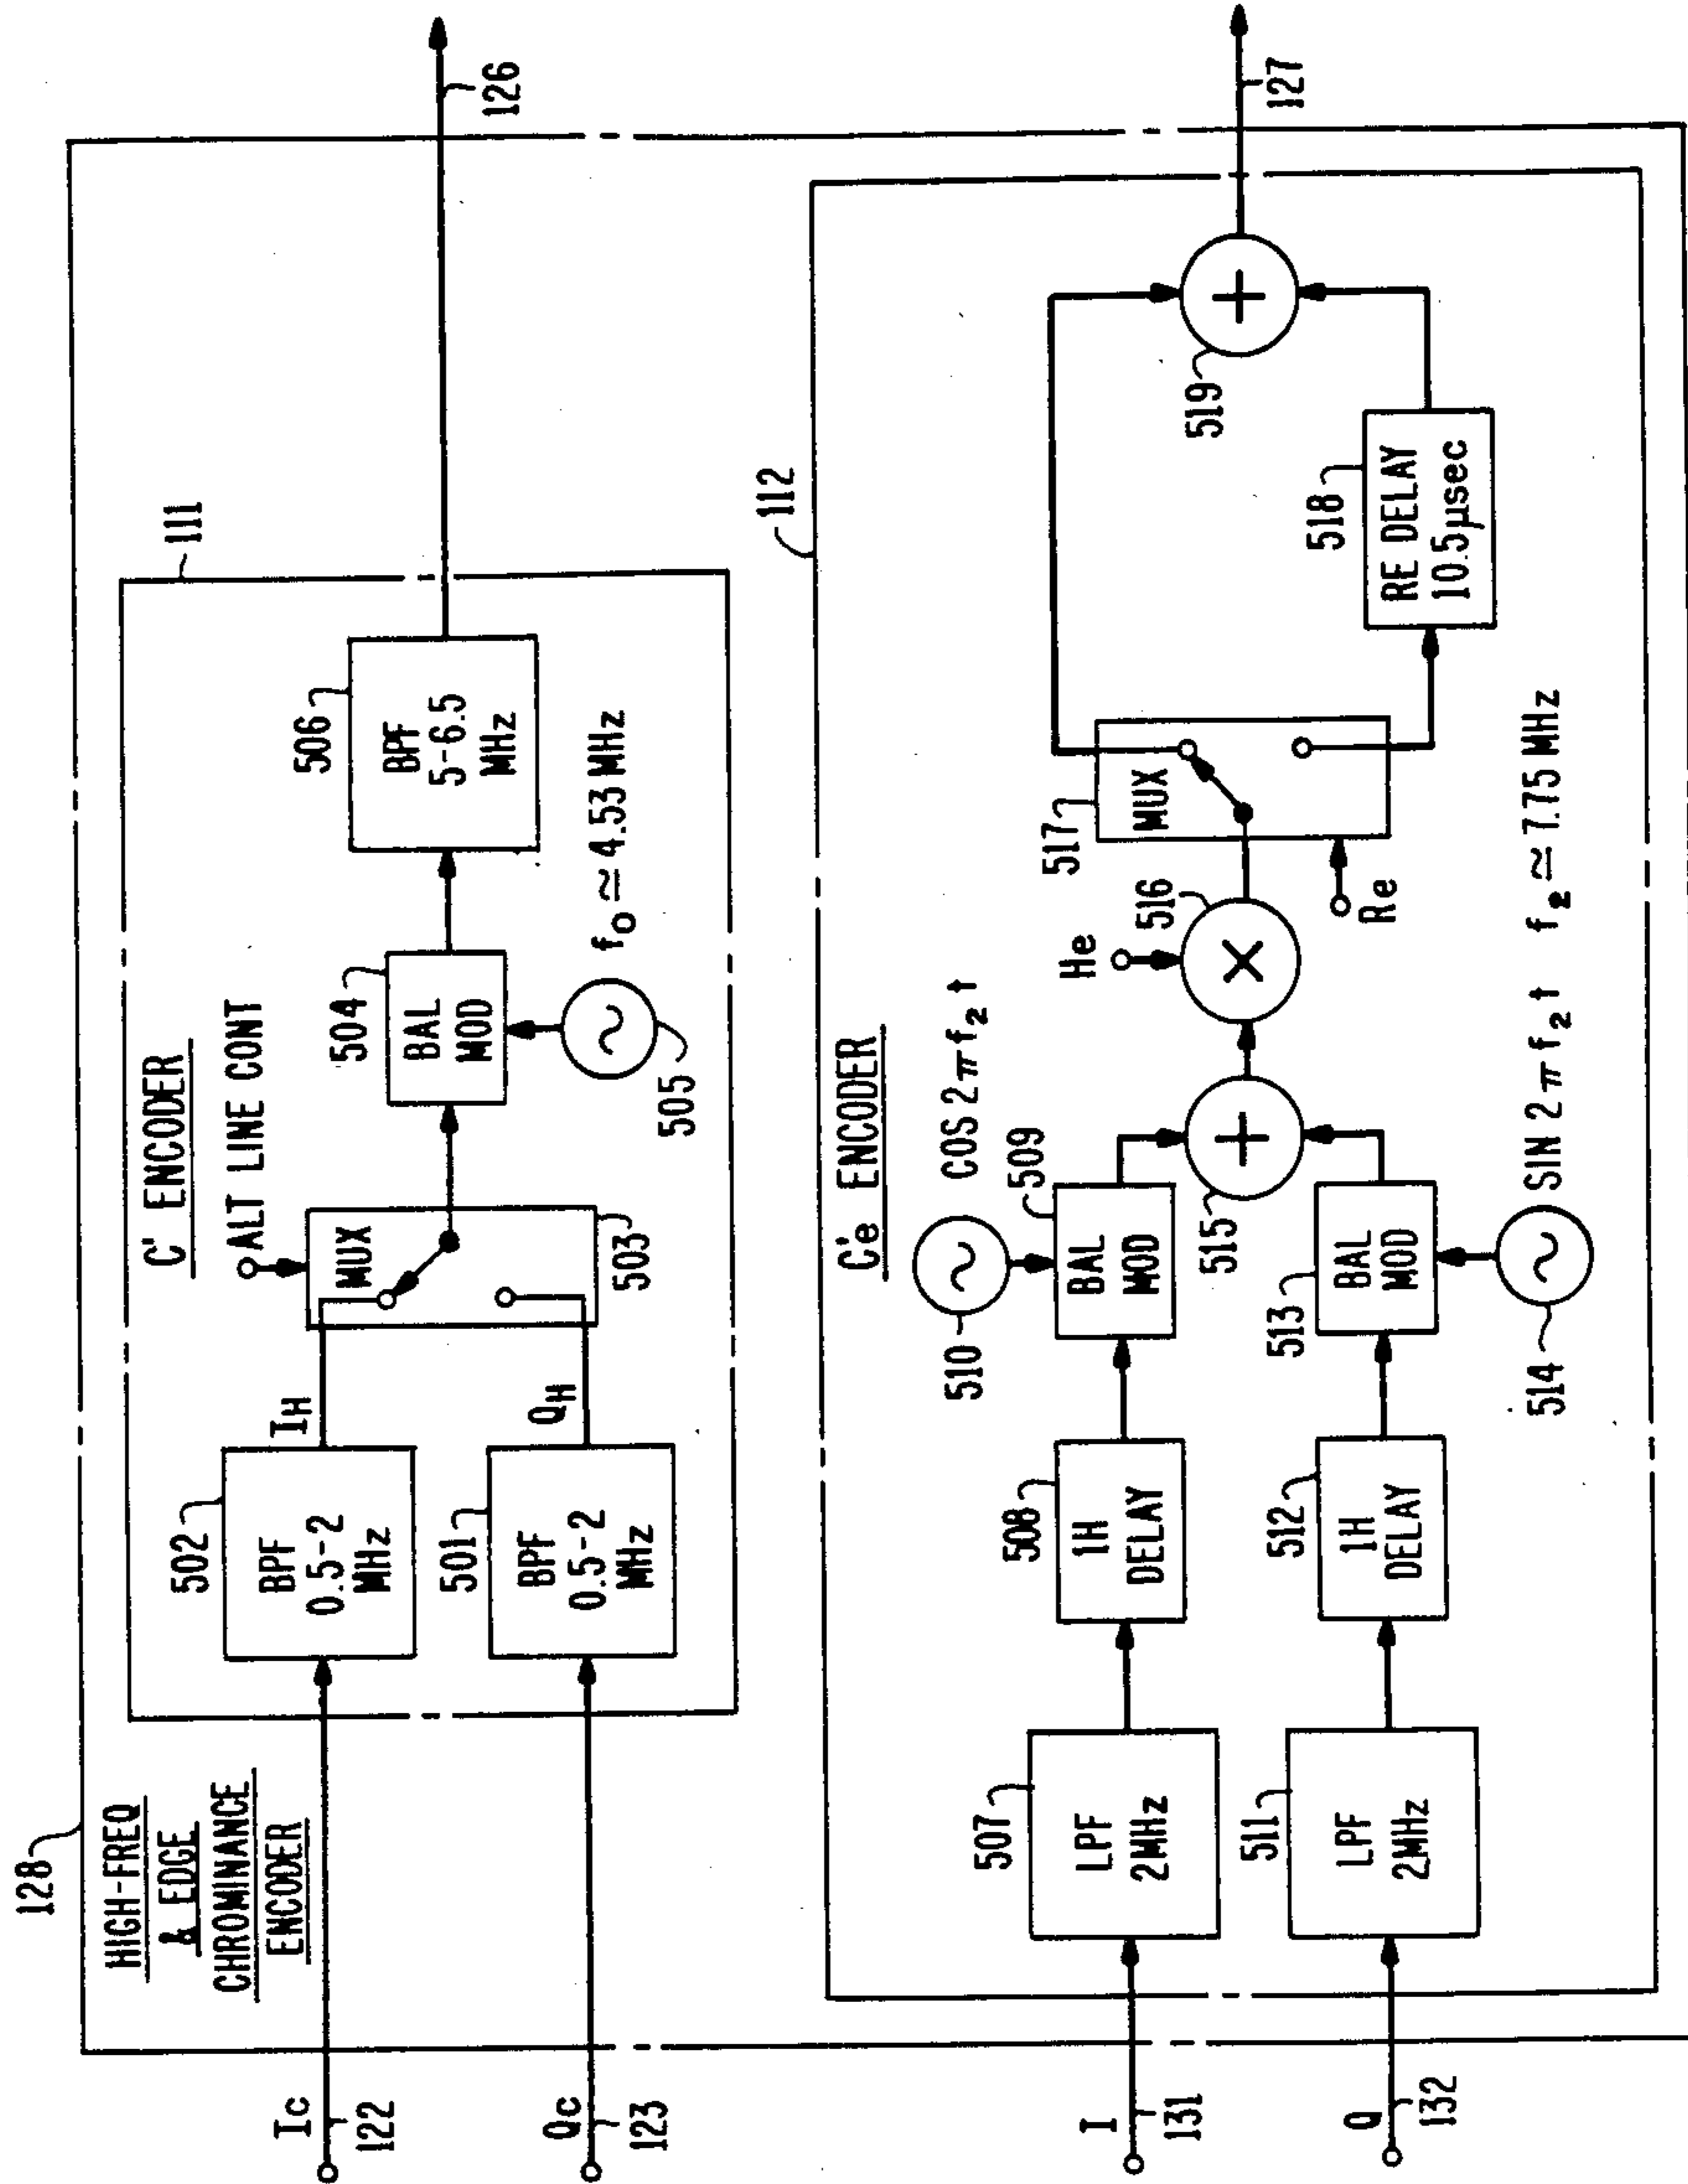 128
HIGH-FREQ
& EDGE
CHROMINANCE
ENCODER
111
C' ENCODER
Ic
122
Qc
123
502
BPF
0.5-2
MHz
501
BPF
0.5-2
MHz
IH
QH
ALT LINE CONT
MUX
503
504
BAL
MOD
505
fo ≃ 4.53 MHz
506
BPF
5-6.5
MHz
126
112
C'e ENCODER
I
131
Q
132
507
LPF
2MHz
511
LPF
2MHz
508
1H
DELAY
512
1H
DELAY
510
COS 2πf2t
509
BAL
MOD
513
BAL
MOD
514
SIN 2πf2t f2 ≃ 7.75 MHz
515
+
He
516
×
517
MUX
Re
518
RE DELAY
10.5μsec
519
+
127